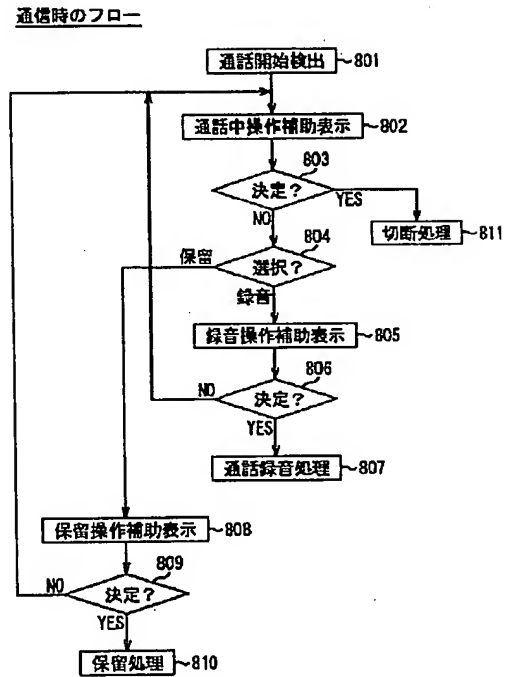 通信時のフロー
通話開始検出 801
通話中操作補助表示 802
803
決定?
YES
NO
切断処理 811
804
保留
選択?
録音
録音操作補助表示 805
806
NO
決定?
YES
通話録音処理 807
保留操作補助表示 808
809
NO
決定?
YES
保留処理 810